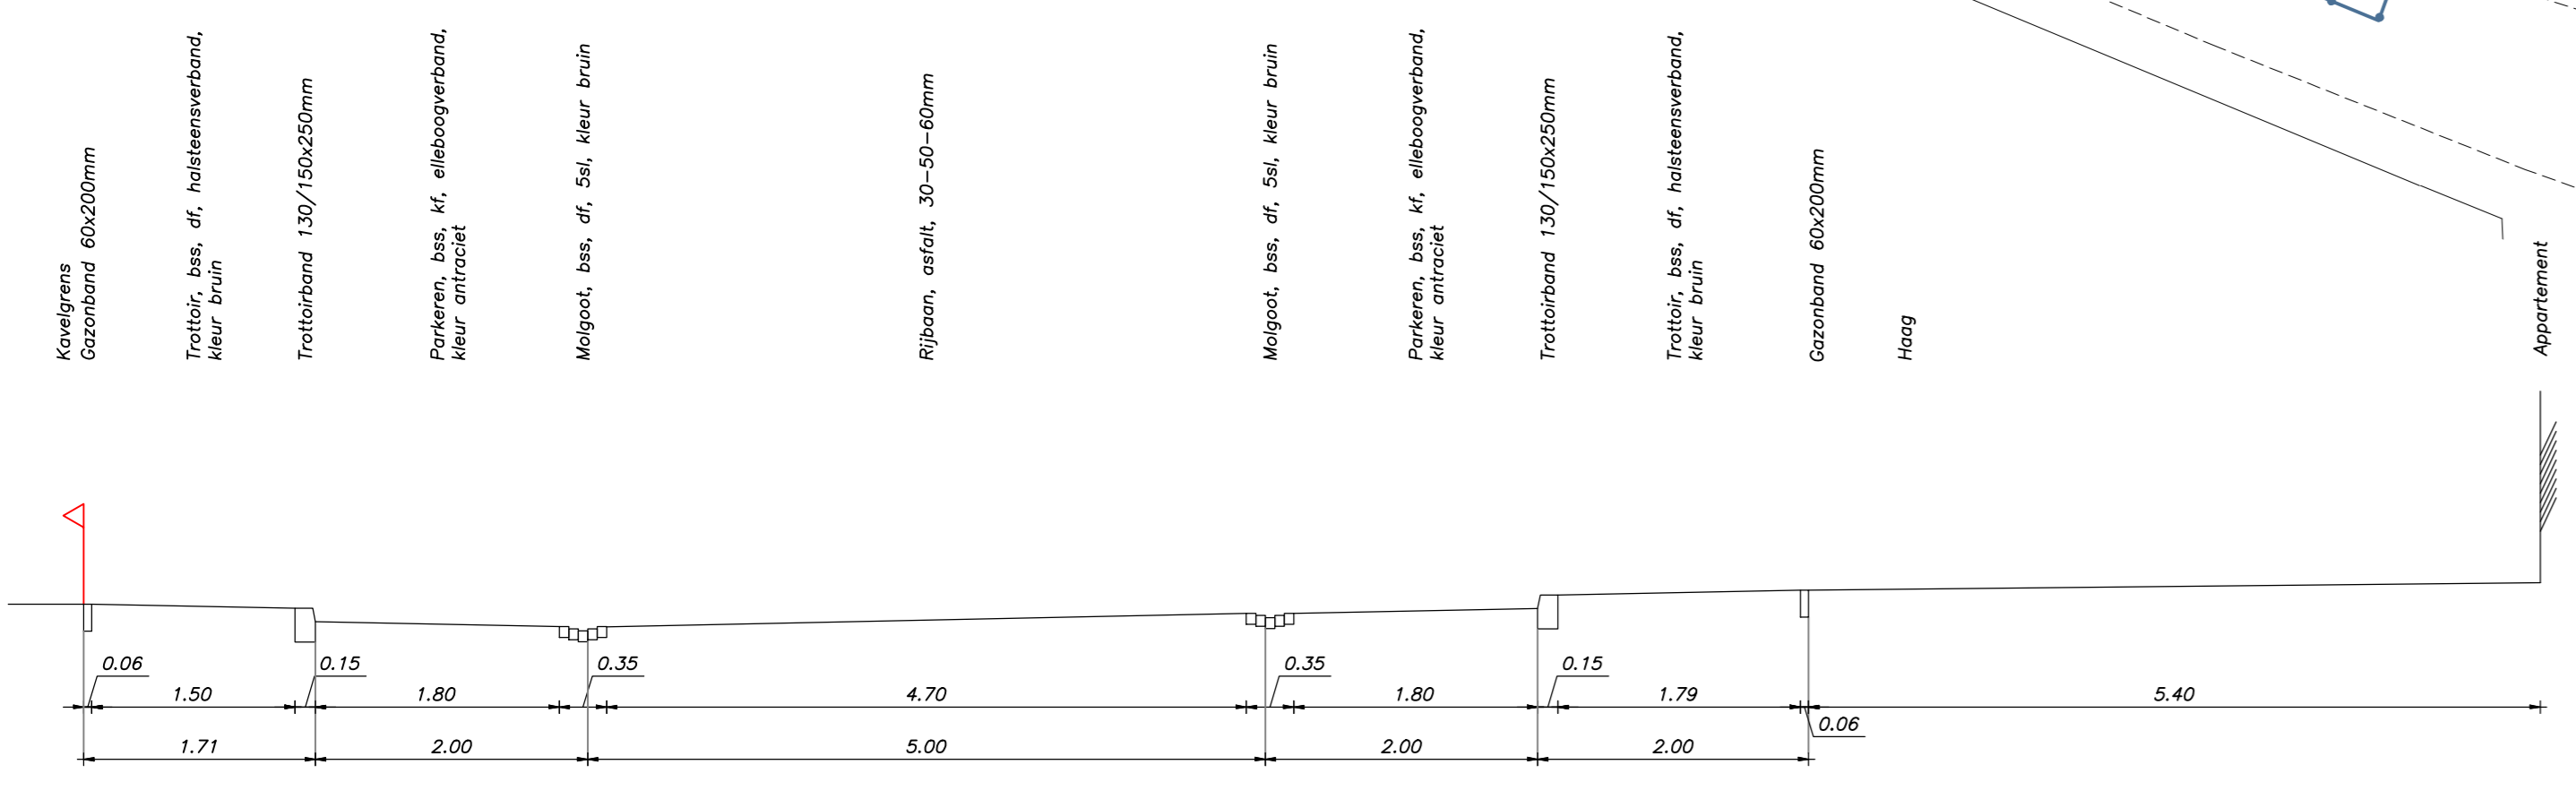 Kavelgrens
Gazonband 60x200mm
Trottoir, bss, df, halsteensverband,
kleur bruin
Trottoirband 130/150x250mm
Parkeren, bss, kf, elleboogverband,
kleur antraciet
Molgoot, bss, df, 5sl, kleur bruin
Rijbaan, asfalt, 30-50-60mm
Molgoot, bss, df, 5sl, kleur bruin
Parkeren, bss, kf, elleboogverband,
kleur antraciet
Trottoirband 130/150x250mm
Trottoir, bss, df, halsteensverband,
kleur bruin
Gazonband 60x200mm
Haag
Appartement
0.06
0.15
0.35
0.35
0.15
1.50
1.80
4.70
1.80
1.79
5.40
0.06
1.71
2.00
5.00
2.00
2.00